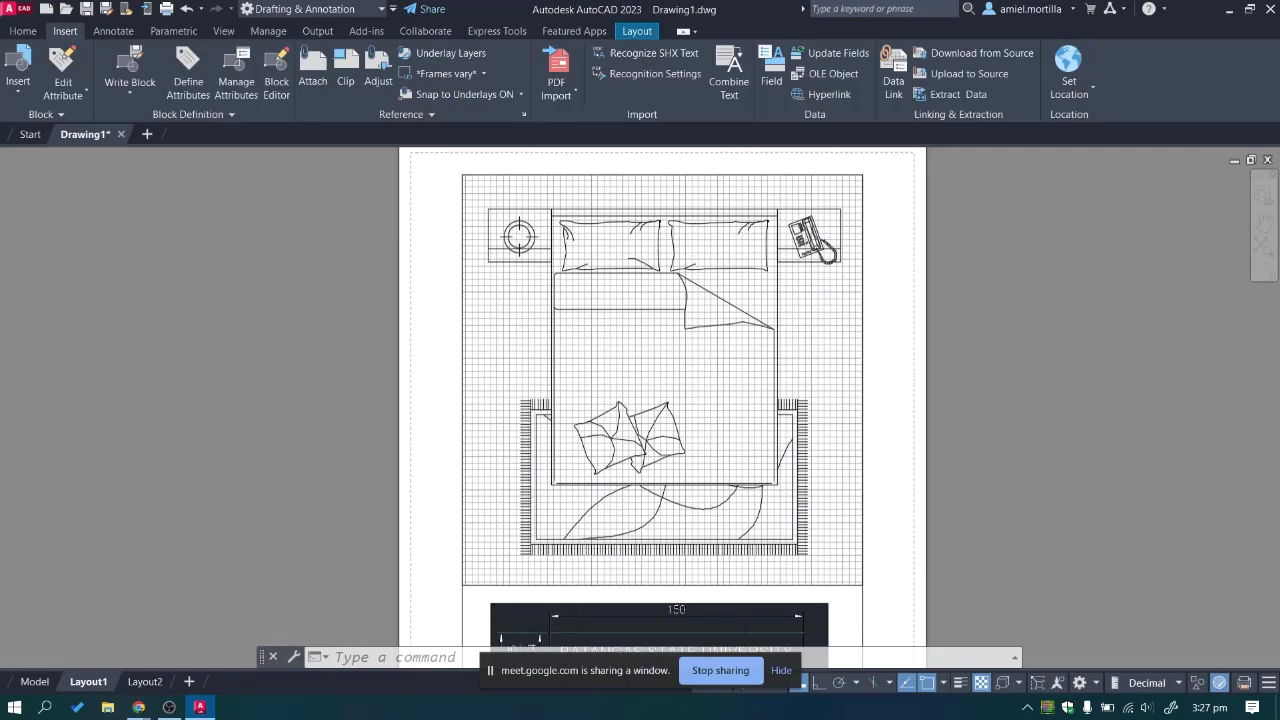 CAD
Drafting & Annotation
Share
Autodesk AutoCAD 2023 Drawing1.dwg
Type a keyword or phrase
amiel.mortilla
Home Insert Annotate Parametric View Manage Output Add-ins Collaborate Express Tools Featured Apps Layout
Insert
Edit
Attribute
Write Block
Define
Attributes
Manage
Attributes
Block
Editor
Attach
Clip
Adjust
Underlay Layers
*Frames vary*
Snap to Underlays ON
PDF
Import
Recognize SHX Text
Recognition Settings
Combine
Text
Field
Update Fields
OLE Object
Hyperlink
Data
Link
Download from Source
Upload to Source
Extract Data
Set
Location
Block Block Definition Reference Import Data Linking & Extraction Location
Start Drawing1*
150
BATANGAS STATE UNIVERSITY
Type a command
meet.google.com is sharing a window. Stop sharing Hide
Model Layout1 Layout2
Decimal
3:27 pm